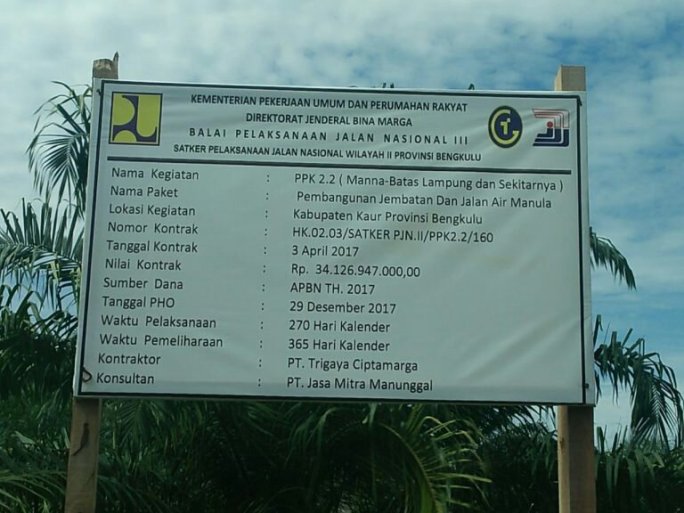 KEMENTERIAN PEKERJAAN UMUM DAN PERUMAHAN RAKYAT
DIREKTORAT JENDERAL BINA MARGA
BALAI PELAKSANAAN JALAN NASIONAL III
SATKER PELAKSANAAN JALAN NASIONAL WILAYAH II PROVINSI BENGKULU
Nama Kegiatan : PPK 2.2 ( Manna-Batas Lampung dan Sekitarnya )
Nama Paket : Pembangunan Jembatan Dan Jalan Air Manula
Lokasi Kegiatan : Kabupaten Kaur Provinsi Bengkulu
Nomor Kontrak : HK.02.03/SATKER PJN.II/PPK2.2/160
Tanggal Kontrak : 3 April 2017
Nilai Kontrak : Rp. 34.126.947.000,00
Sumber Dana : APBN TH. 2017
Tanggal PHO : 29 Desember 2017
Waktu Pelaksanaan : 270 Hari Kalender
Waktu Pemeliharaan : 365 Hari Kalender
Kontraktor : PT. Trigaya Ciptamarga
Konsultan : PT. Jasa Mitra Manunggal